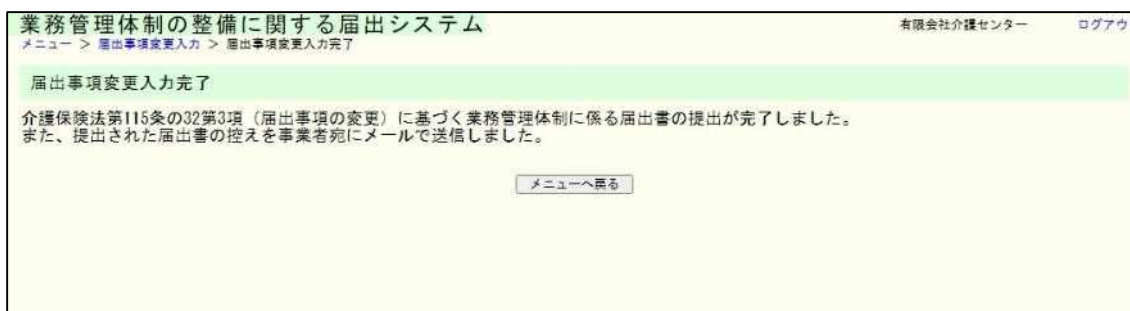 業務管理体制の整備に関する届出システム
有限会社介護センター ログアウ
メニュー > 届出事項変更入力 > 届出事項変更入力完了
届出事項変更入力完了
介護保険法第115条の32第3項(届出事項の変更)に基づく業務管理体制に係る届出書の提出が完了しました。
また、提出された届出書の控えを事業者宛にメールで送信しました。
メニューへ戻る